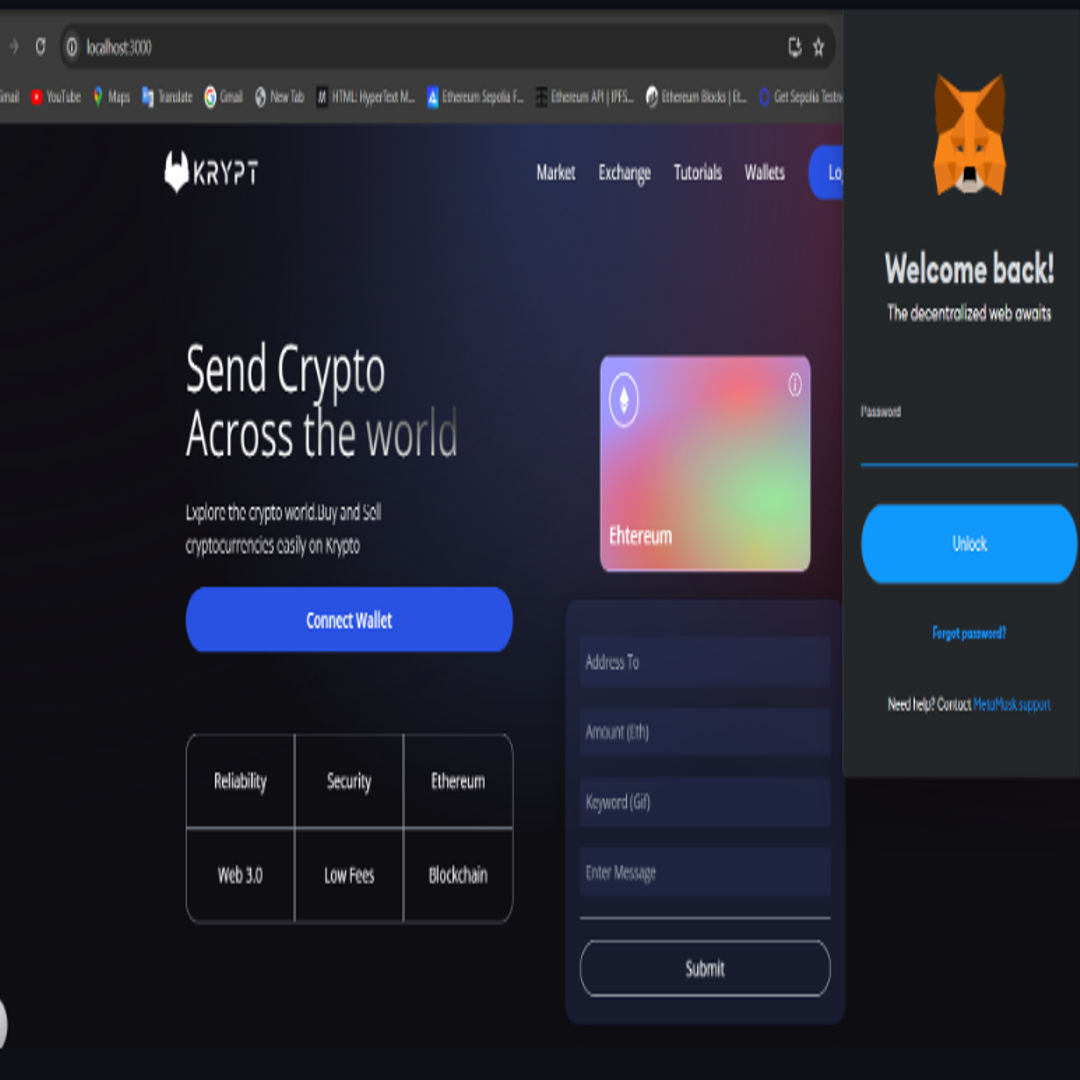 localhost:3000
Gmail YouTube Maps Translate Gmail New Tab HTML: HyperText M... Ethereum Sepolia F... Ethereum API | IPFS... Ethereum Blocks | Et... Get Sepolia Testn
KRYPT Market Exchange Tutorials Wallets Log
Send Crypto
Across the world
Explore the crypto world.Buy and Sell
cryptocurrencies easily on Krypto
Connect Wallet
Reliability Security Ethereum
Web 3.0 Low Fees Blockchain
Ehtereum
Address To
Amount (Eth)
Keyword (Gif)
Enter Message
Submit
Welcome back!
The decentralized web awaits
Password
Unlock
Forgot password?
Need help? Contact MetaMask support